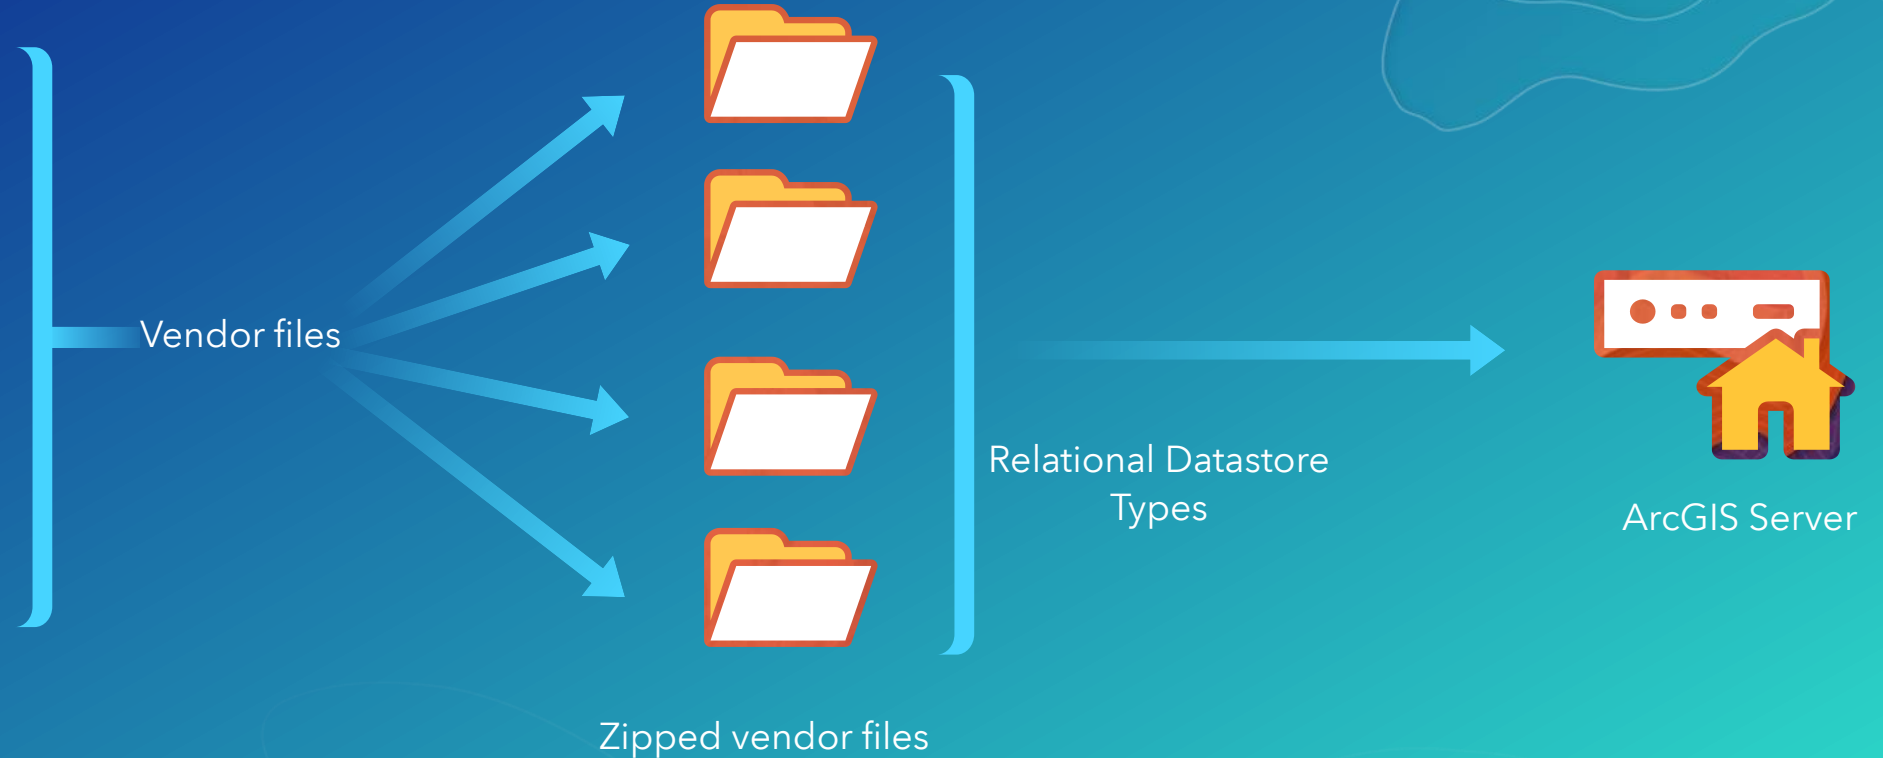 Vendor files
Relational Datastore
Types
ArcGIS Server
Zipped vendor files